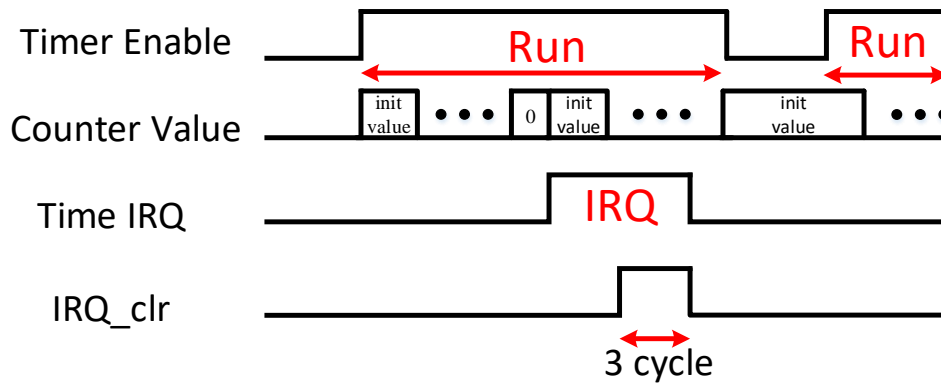 Timer Enable
Run
Run
Counter Value
init
value
0
init
value
init
value
Time IRQ
IRQ
IRQ_clr
3 cycle